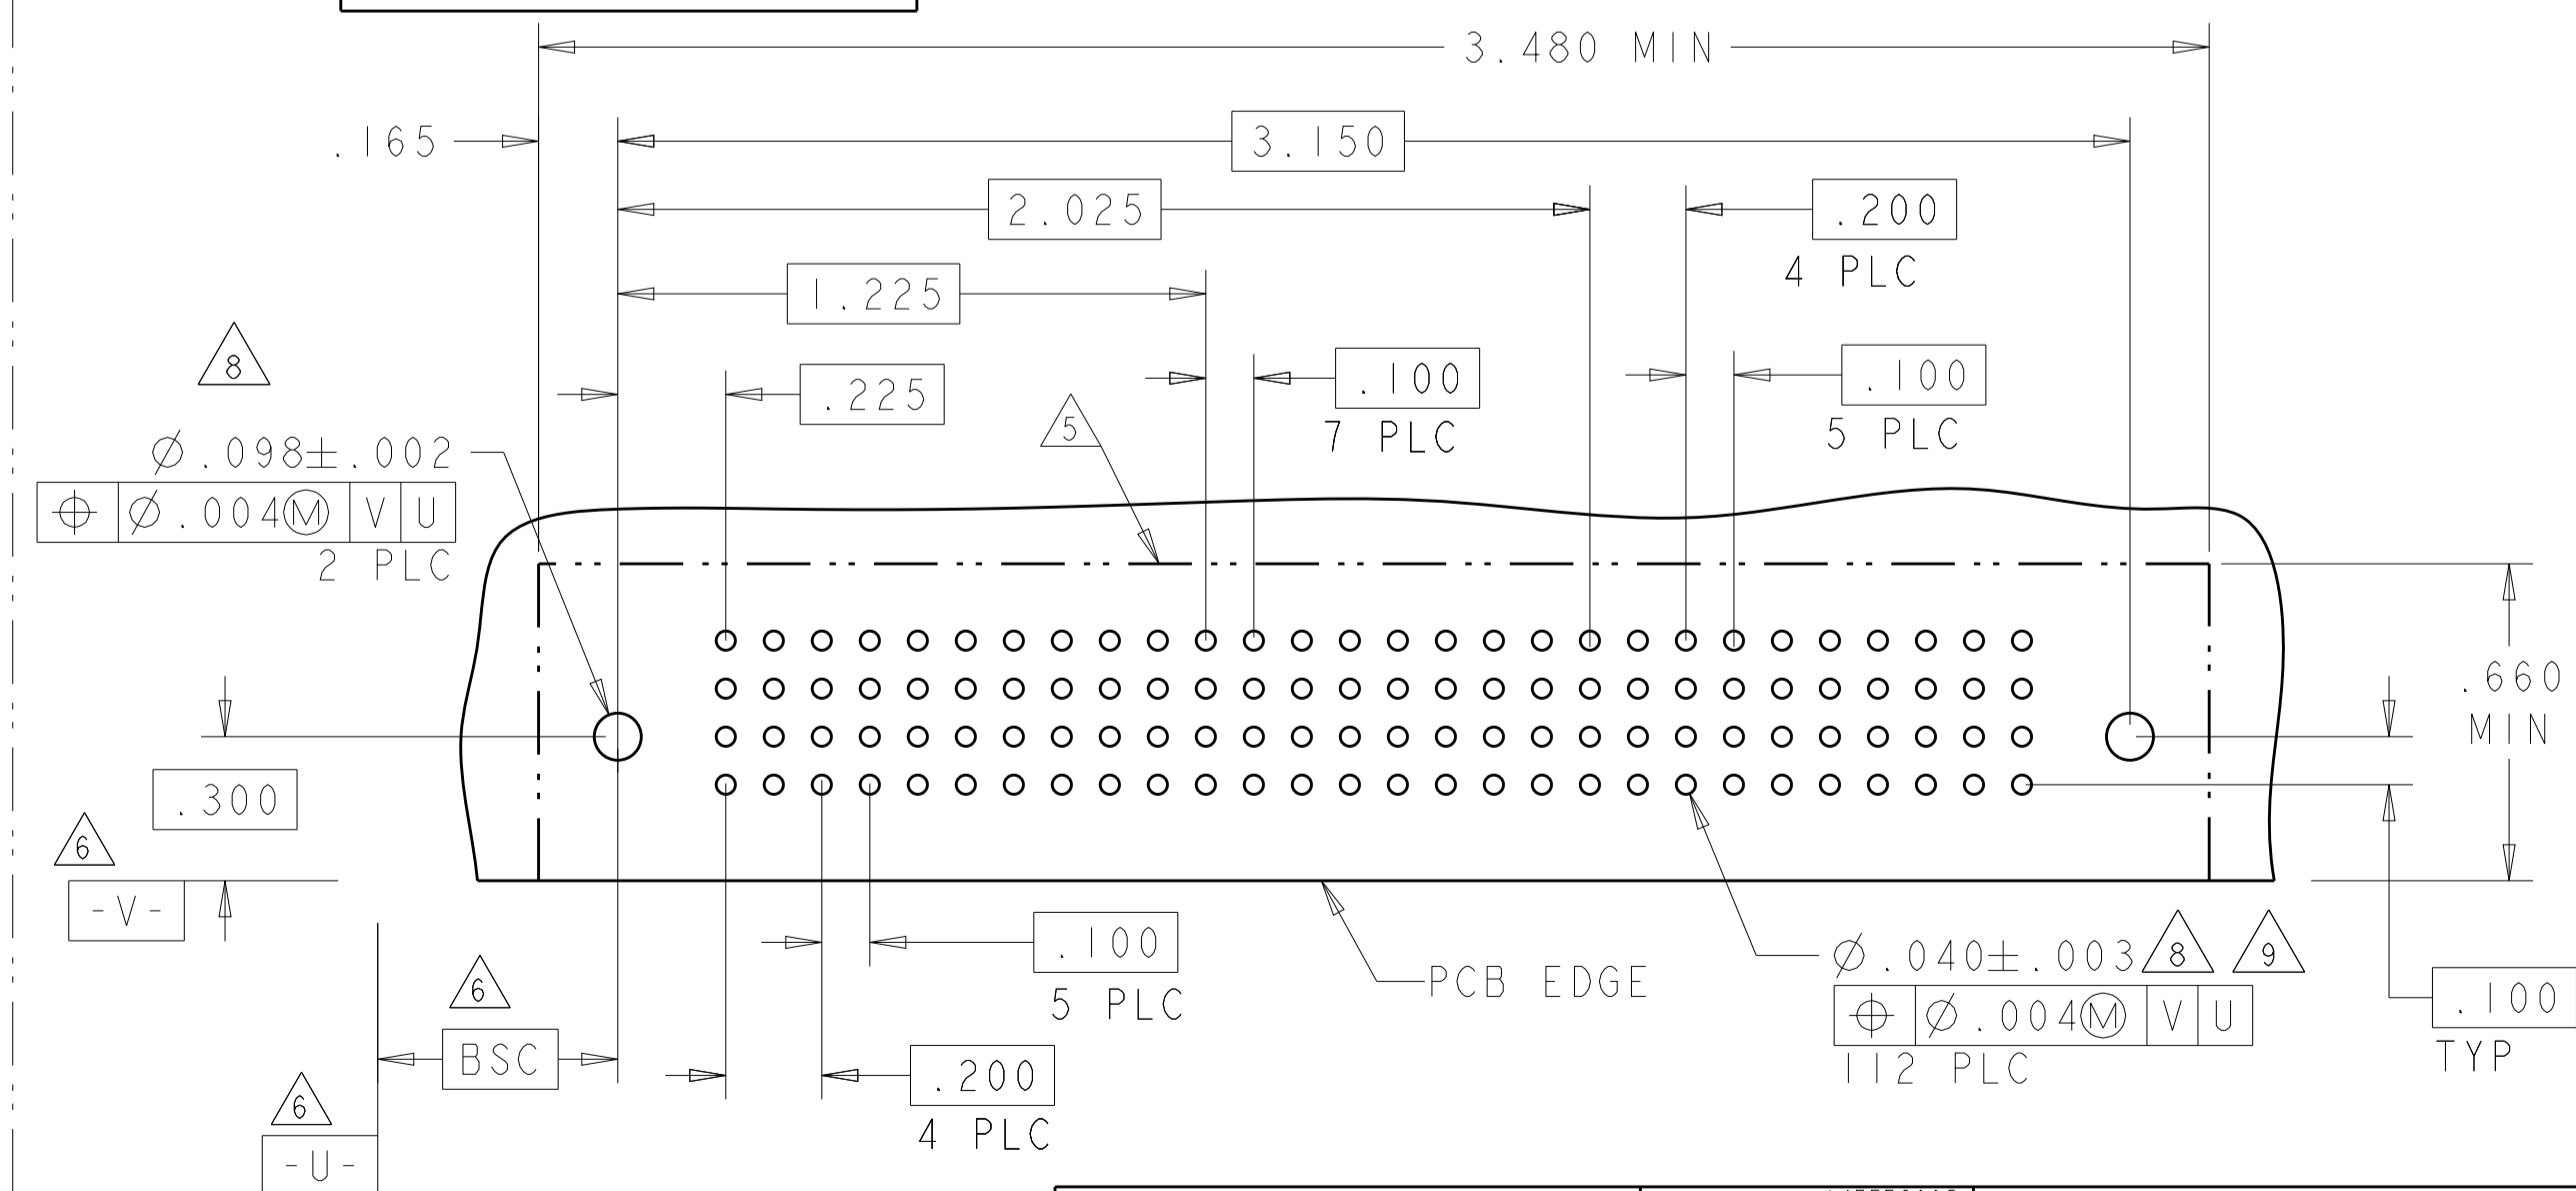 3.480 MIN
.165
3.150
2.025
.200
4 PLC
1.225
8
.225
.100
7 PLC
.100
5 PLC
5
Ø.098±.002
⌖ Ø.004Ⓜ V U
2 PLC
.660
MIN
.300
6
-V-
.100
5 PLC
PCB EDGE
Ø.040±.003 8 9
⌖ Ø.004Ⓜ V U
112 PLC
.100
TYP
6
BSC
.200
4 PLC
6
-U-